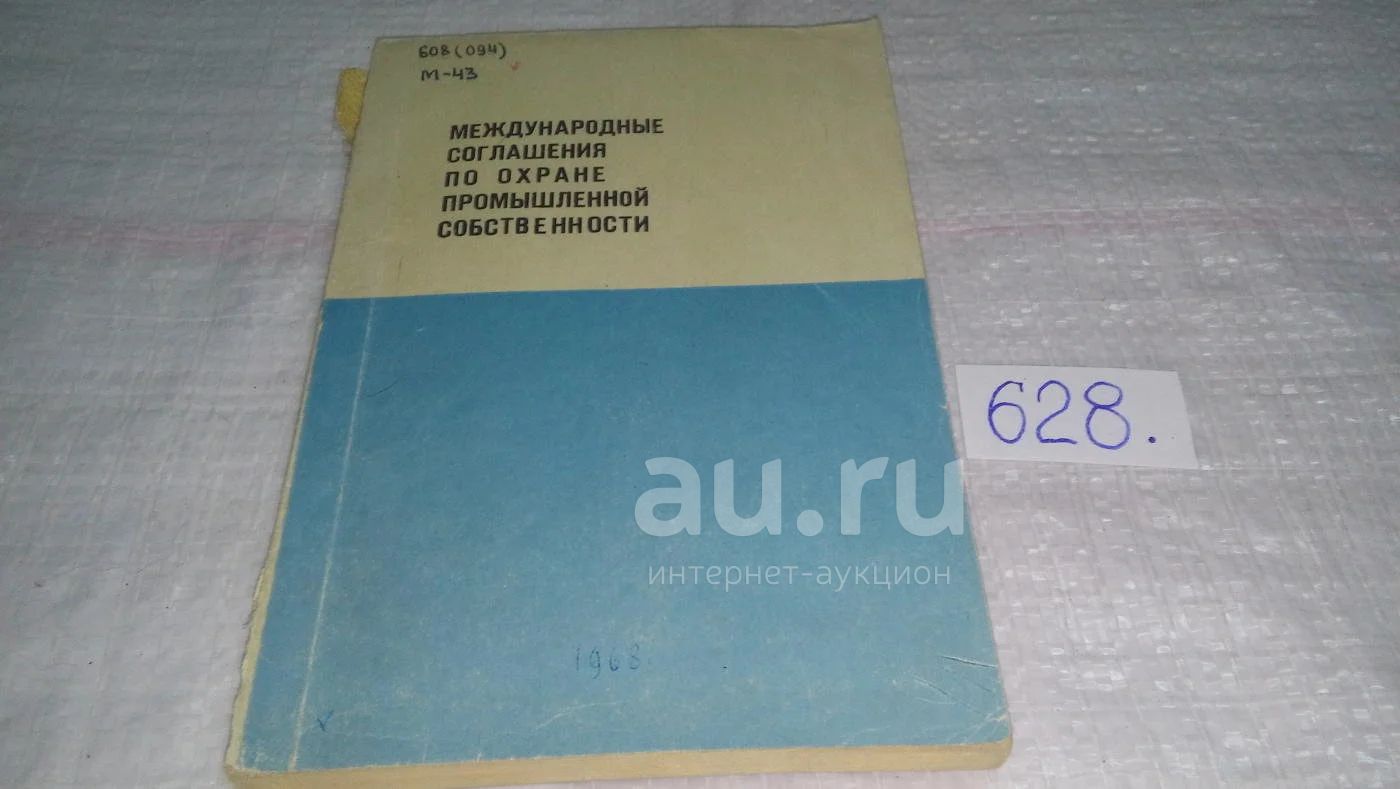 608(094)
М-43
МЕЖДУНАРОДНЫЕ
СОГЛАШЕНИЯ
ПО ОХРАНЕ
ПРОМЫШЛЕННОЙ
СОБСТВЕННОСТИ
628.
au.ru
интернет-аукцион
1968